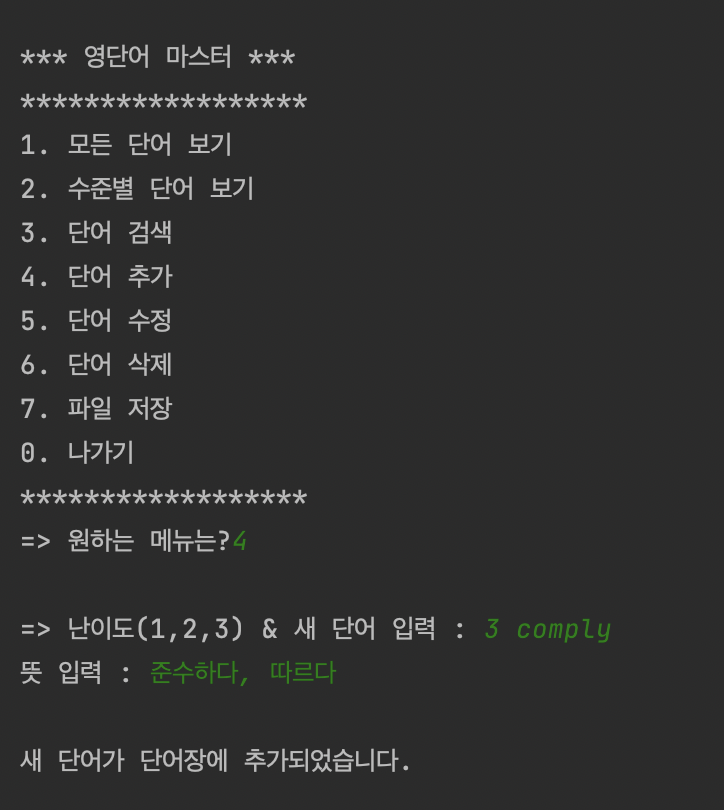 *** 영단어 마스터 ***
******************
1. 모든 단어 보기
2. 수준별 단어 보기
3. 단어 검색
4. 단어 추가
5. 단어 수정
6. 단어 삭제
7. 파일 저장
0. 나가기
******************
=> 원하는 메뉴는?4
=> 난이도(1,2,3) & 새 단어 입력 : 3 comply
뜻 입력 : 준수하다, 따르다
새 단어가 단어장에 추가되었습니다.